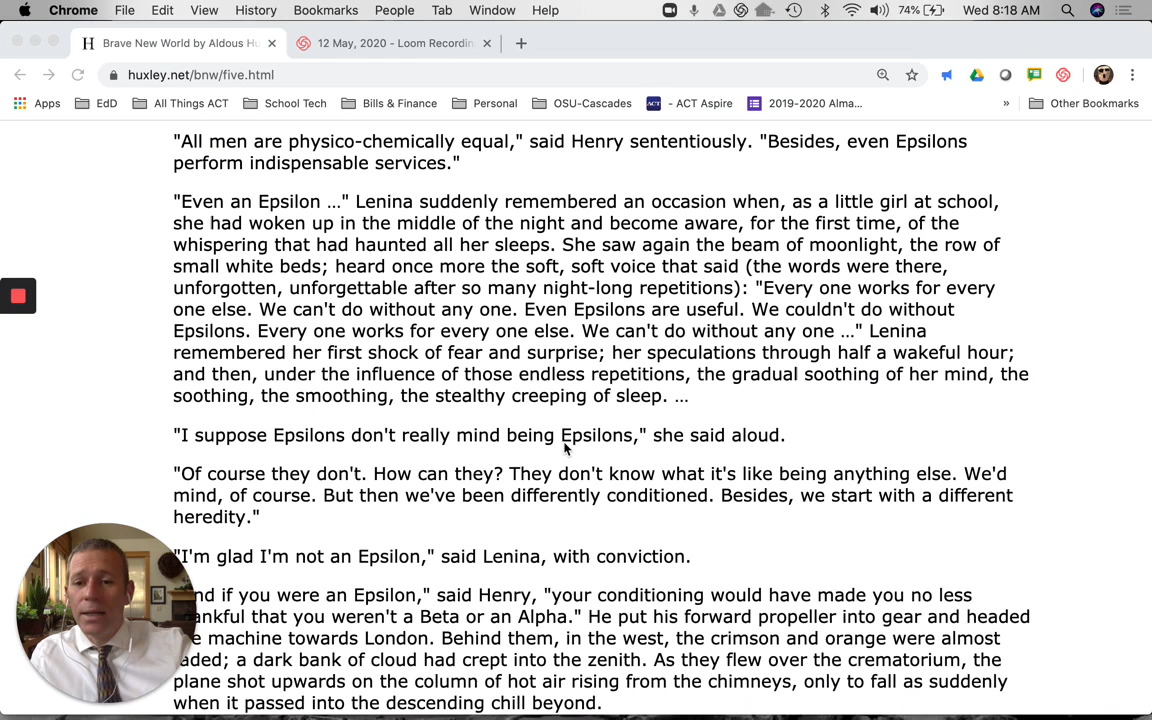 Chrome File Edit View History Bookmarks People Tab Window Help 74% Wed 8:18 AM
Brave New World by Aldous Hu 12 May, 2020 - Loom Recordin
huxley.net/bnw/five.html
Apps EdD All Things ACT School Tech Bills & Finance Personal OSU-Cascades ACT - ACT Aspire 2019-2020 Alma... » Other Bookmarks
"All men are physico-chemically equal," said Henry sententiously. "Besides, even Epsilons
perform indispensable services."
"Even an Epsilon ..." Lenina suddenly remembered an occasion when, as a little girl at school,
she had woken up in the middle of the night and become aware, for the first time, of the
whispering that had haunted all her sleeps. She saw again the beam of moonlight, the row of
small white beds; heard once more the soft, soft voice that said (the words were there,
unforgotten, unforgettable after so many night-long repetitions): "Every one works for every
one else. We can't do without any one. Even Epsilons are useful. We couldn't do without
Epsilons. Every one works for every one else. We can't do without any one ..." Lenina
remembered her first shock of fear and surprise; her speculations through half a wakeful hour;
and then, under the influence of those endless repetitions, the gradual soothing of her mind, the
soothing, the smoothing, the stealthy creeping of sleep. ...
"I suppose Epsilons don't really mind being Epsilons," she said aloud.
"Of course they don't. How can they? They don't know what it's like being anything else. We'd
mind, of course. But then we've been differently conditioned. Besides, we start with a different
heredity."
"I'm glad I'm not an Epsilon," said Lenina, with conviction.
nd if you were an Epsilon," said Henry, "your conditioning would have made you no less
ankful that you weren't a Beta or an Alpha." He put his forward propeller into gear and headed
e machine towards London. Behind them, in the west, the crimson and orange were almost
aded; a dark bank of cloud had crept into the zenith. As they flew over the crematorium, the
plane shot upwards on the column of hot air rising from the chimneys, only to fall as suddenly
when it passed into the descending chill beyond.